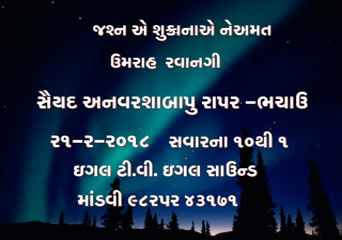 જશ્ન એ શુક્રાનાએ નેઅમત
ઉમરાહ રવાનગી
સૈયદ અનવરશાબાપુ રાપર -ભચાઉ
૨૧-૨-૨૦૧૮ સવારના ૧૦થી ૧
ઇગલ ટી.વી. ઇગલ સાઉન્ડ
માંડવી ૯૮૨૫૨ ૪૩૧૭૧